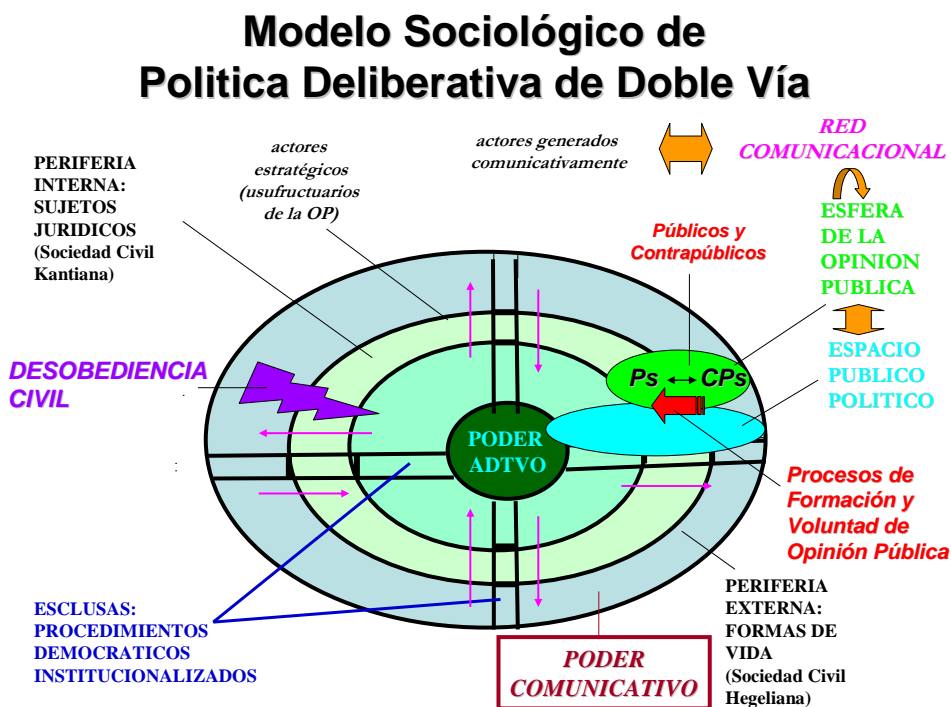 Modelo Sociológico de
Politica Deliberativa de Doble Vía
PERIFERIA
INTERNA:
SUJETOS
JURIDICOS
(Sociedad Civil
Kantiana)
actores
estratégicos
(usufructuarios
de la OP)
actores generados
comunicativamente
RED
COMUNICACIONAL
ESFERA
DE LA
OPINION
PUBLICA
Públicos y
Contrapúblicos
ESPACIO
PUBLICO
POLITICO
DESOBEDIENCIA
CIVIL
Ps
CPs
PODER
ADTVO
Procesos de
Formación y
Voluntad de
Opinión Pública
ESCLUSAS:
PROCEDIMIENTOS
DEMOCRATICOS
INSTITUCIONALIZADOS
PODER
COMUNICATIVO
PERIFERIA
EXTERNA:
FORMAS DE
VIDA
(Sociedad Civil
Hegeliana)